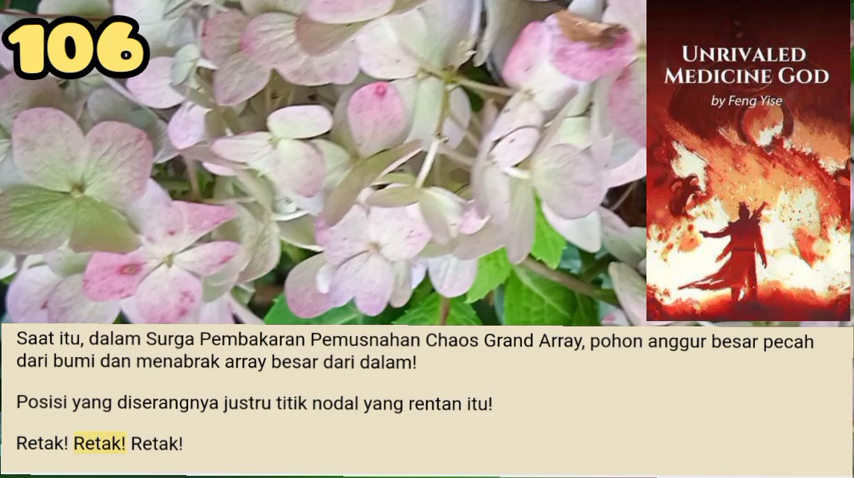 106
UNRIVALED
MEDICINE GOD
by Feng Yise
Saat itu, dalam Surga Pembakaran Pemusnahan Chaos Grand Array, pohon anggur besar pecah
dari bumi dan menabrak array besar dari dalam!
Posisi yang diserangnya justru titik nodal yang rentan itu!
Retak! Retak! Retak!